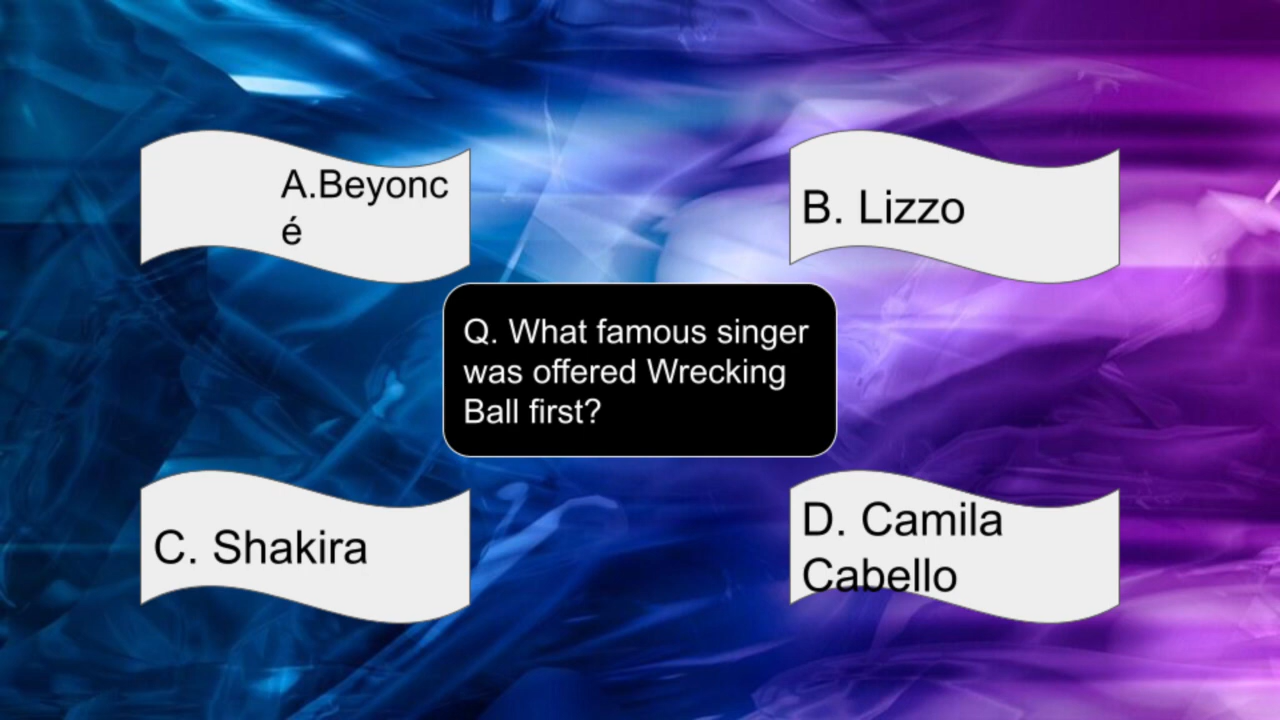 A.Beyonc
é
B. Lizzo
Q. What famous singer
was offered Wrecking
Ball first?
C. Shakira
D. Camila
Cabello